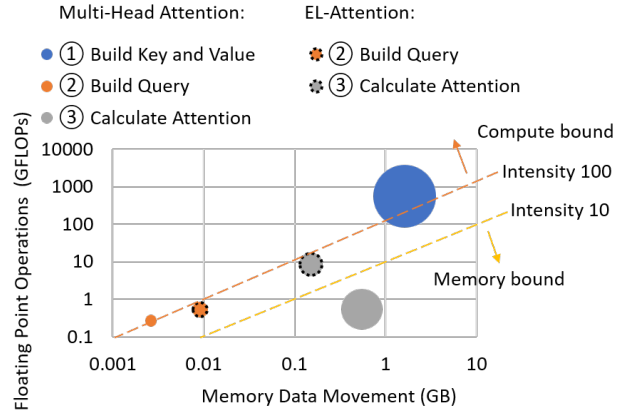 Multi-Head Attention:
EL-Attention:
① Build Key and Value
② Build Query
③ Calculate Attention
② Build Query
③ Calculate Attention
Floating Point Operations (GFLOPs)
10000
1000
100
10
1
0.1
Compute bound
Intensity 100
Intensity 10
Memory bound
0.001
0.01
0.1
1
10
Memory Data Movement (GB)